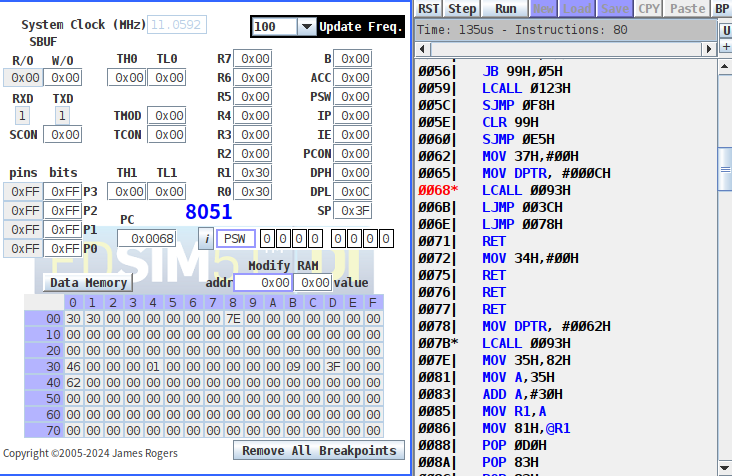 System Clock (MHz) 11.0592 100 Update Freq.
SBUF
R/O W/O TH0 TL0 R7 0x00 B 0x00
0x00 0x00 0x00 0x00 R6 0x00 ACC 0x00
RXD TXD R5 0x00 PSW 0x00
1 1 TMOD 0x00 R4 0x00 IP 0x00
SCON 0x00 TCON 0x00 R3 0x00 IE 0x00
R2 0x00 PCON 0x00
pins bits TH1 TL1 R1 0x30 DPH 0x00
0xFF 0xFF P3 0x00 0x00 R0 0x30 DPL 0x0C
0xFF 0xFF P2 8051 SP 0x3F
0xFF 0xFF P1 PC
0xFF 0xFF P0 0x0068 i PSW 0 0 0 0 0 0 0 0
Modify RAM
Data Memory addr 0x00 0x00 value
0 1 2 3 4 5 6 7 8 9 A B C D E F
00 30 30 00 00 00 00 00 00 7E 00 00 00 00 00 00 00
10 00 00 00 00 00 00 00 00 00 00 00 00 00 00 00 00
20 00 00 00 00 00 00 00 00 00 00 00 00 00 00 00 00
30 46 00 00 00 01 00 00 00 00 00 00 09 00 3F 00 00
40 62 00 00 00 00 00 00 00 00 00 00 00 00 00 00 00
50 00 00 00 00 00 00 00 00 00 00 00 00 00 00 00 00
60 00 00 00 00 00 00 00 00 00 00 00 00 00 00 00 00
70 00 00 00 00 00 00 00 00 00 00 00 00 00 00 00 00
Copyright ©2005-2024 James Rogers Remove All Breakpoints
RST Step Run New Load Save CPY Paste BP
Time: 135us - Instructions: 80 U
+
0056| JB 99H,05H
0059| LCALL 0123H
005C| SJMP 0F8H
005E| CLR 99H
0060| SJMP 0E5H
0062| MOV 37H,#00H
0065| MOV DPTR, #000CH
0068* LCALL 0093H
006B| LJMP 003CH
006E| LJMP 0078H
0071| RET
0072| MOV 34H,#00H
0075| RET
0076| RET
0077| RET
0078| MOV DPTR, #0062H
007B* LCALL 0093H
007E| MOV 35H,82H
0081| MOV A,35H
0083| ADD A,#30H
0085| MOV R1,A
0086| MOV 81H,@R1
0088| POP 0D0H
008A| POP 83H